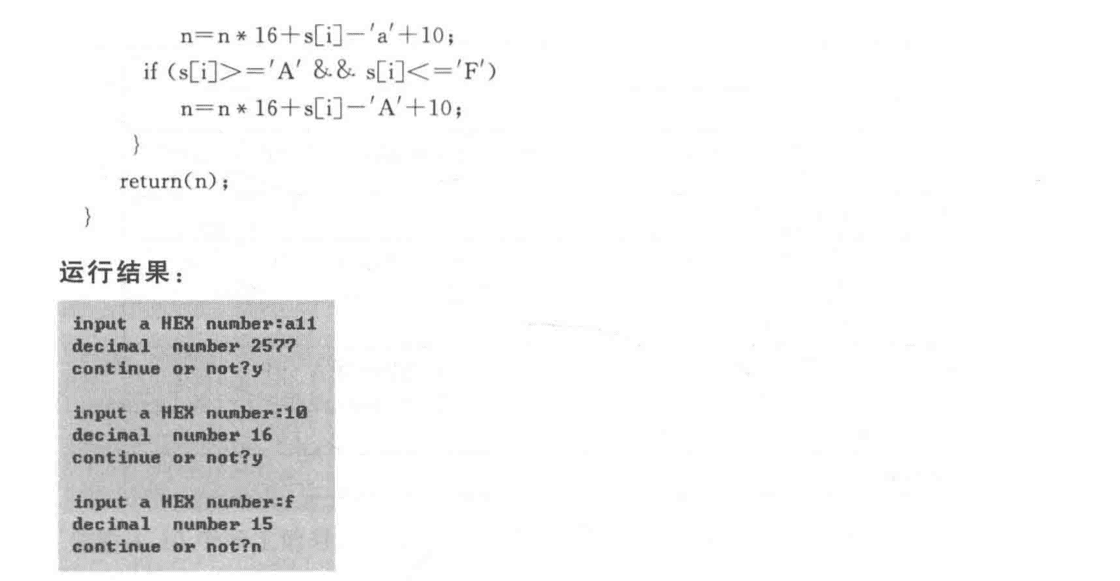 n=n * 16+s[i]-'a'+10;
if (s[i]>='A' && s[i]<='F')
n=n * 16+s[i]-'A'+10;
}
return(n);
}
运行结果：
input a HEX number:a11
decimal  number 2577
continue or not?y
input a HEX number:10
decimal  number 16
continue or not?y
input a HEX number:f
decimal  number 15
continue or not?n